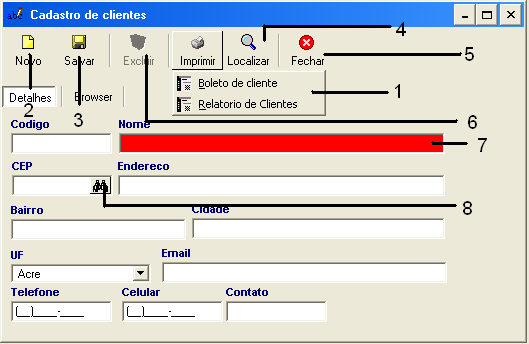 abc Cadastro de clientes
4
Novo Salvar Excluir Imprimir Localizar Fechar
5
Boleto de cliente
1
Relatorio de Clientes
Detalhes Browser
2 3 6
Codigo Nome
7
CEP Endereco
8
Bairro Cidade
UF Email
Acre
Telefone Celular Contato
(__)____-____ (__)____-____